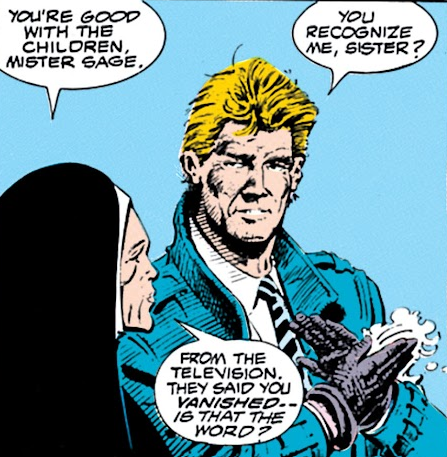 YOU'RE GOOD
WITH THE
CHILDREN,
MISTER SAGE.
YOU
RECOGNIZE
ME, SISTER?
FROM THE
TELEVISION.
THEY SAID YOU
VANISHED--
IS THAT THE
WORD?